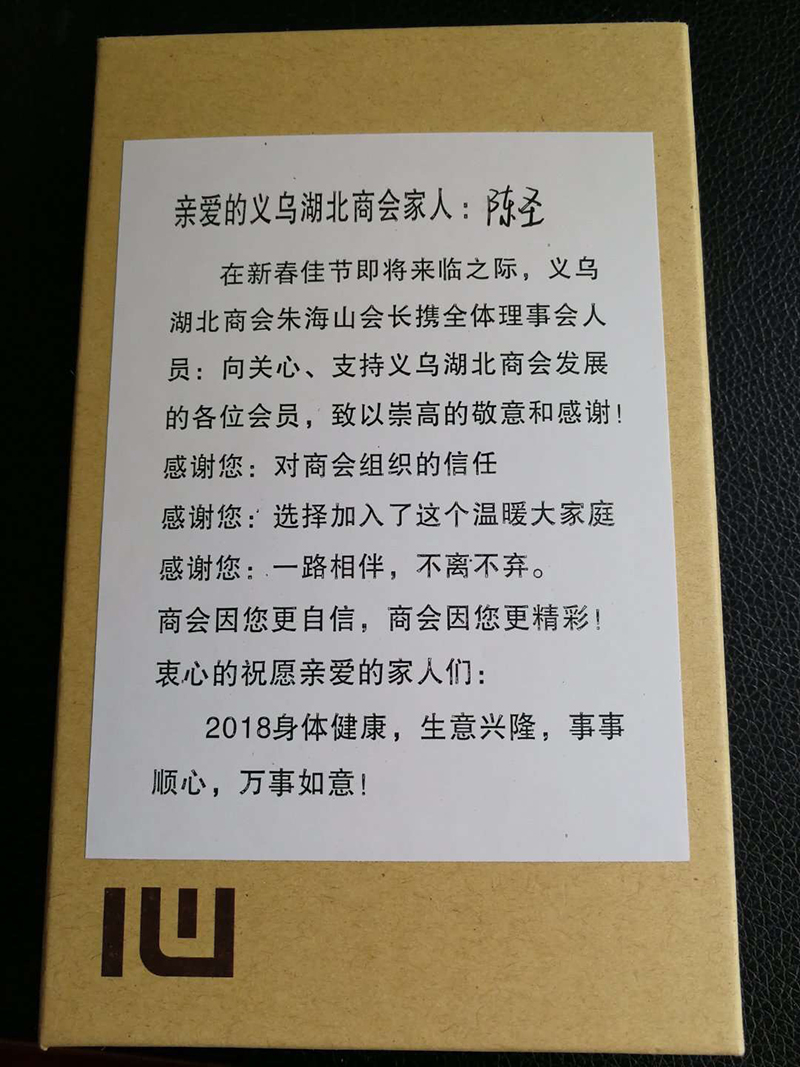 亲爱的义乌湖北商会家人：陈圣
在新春佳节即将来临之际，义乌
湖北商会朱海山会长携全体理事会人
员：向关心、支持义乌湖北商会发展
的各位会员，致以崇高的敬意和感谢！
感谢您：对商会组织的信任
感谢您：选择加入了这个温暖大家庭
感谢您：一路相伴，不离不弃。
商会因您更自信，商会因您更精彩！
衷心的祝愿亲爱的家人们：
2018身体健康，生意兴隆，事事
顺心，万事如意！